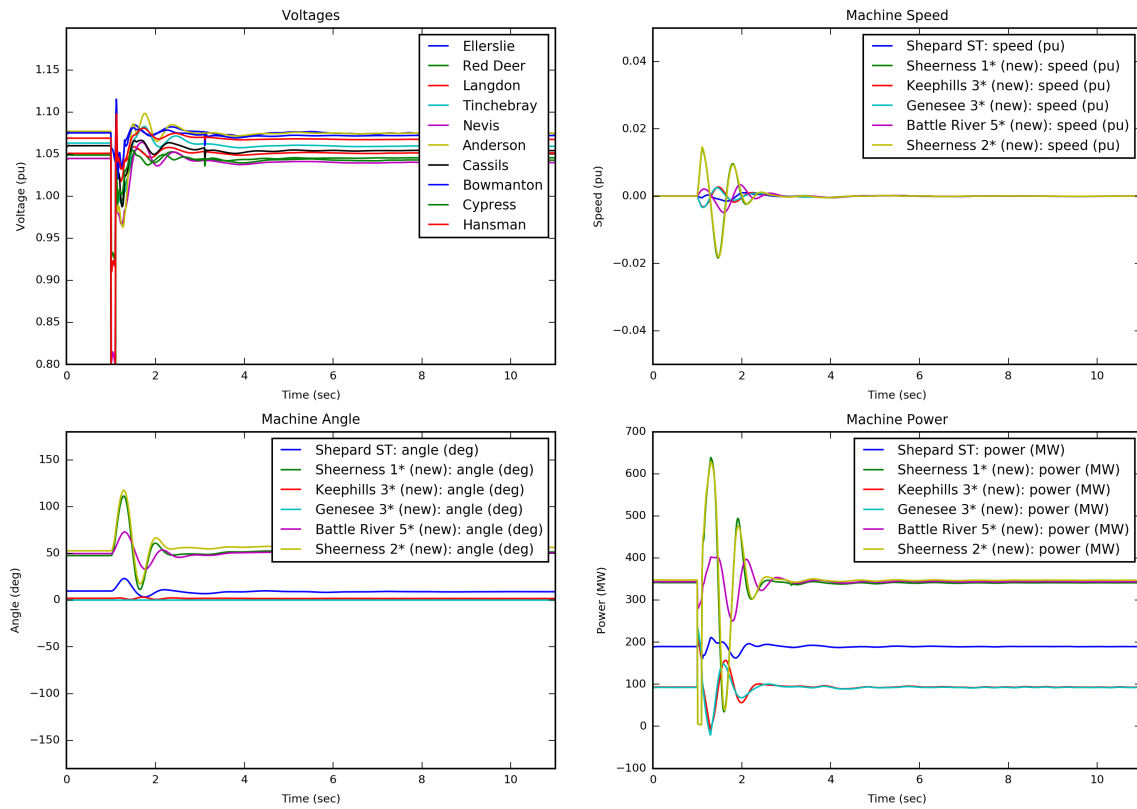 Voltages
1.15
1.10
1.05
1.00
0.95
0.90
0.85
0.80
Voltage (pu)
0 2 4 6 8 10
Time (sec)
Ellerslie
Red Deer
Langdon
Tinchebray
Nevis
Anderson
Cassils
Bowmanton
Cypress
Hansman
Machine Speed
0.04
0.02
0.00
−0.02
−0.04
Speed (pu)
0 2 4 6 8 10
Time (sec)
Shepard ST: speed (pu)
Sheerness 1* (new): speed (pu)
Keephills 3* (new): speed (pu)
Genesee 3* (new): speed (pu)
Battle River 5* (new): speed (pu)
Sheerness 2* (new): speed (pu)
Machine Angle
150
100
50
0
−50
−100
−150
Angle (deg)
0 2 4 6 8 10
Time (sec)
Shepard ST: angle (deg)
Sheerness 1* (new): angle (deg)
Keephills 3* (new): angle (deg)
Genesee 3* (new): angle (deg)
Battle River 5* (new): angle (deg)
Sheerness 2* (new): angle (deg)
Machine Power
700
600
500
400
300
200
100
0
−100
Power (MW)
0 2 4 6 8 10
Time (sec)
Shepard ST: power (MW)
Sheerness 1* (new): power (MW)
Keephills 3* (new): power (MW)
Genesee 3* (new): power (MW)
Battle River 5* (new): power (MW)
Sheerness 2* (new): power (MW)